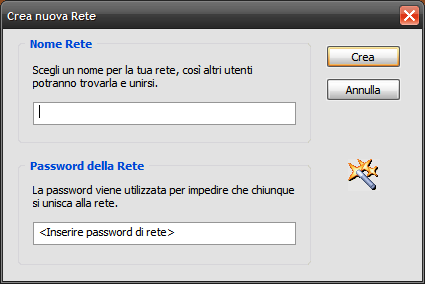 Crea nuova Rete
Nome Rete
Scegli un nome per la tua rete, così altri utenti
potranno trovarla e unirsi.
Crea
Annulla
Password della Rete
La password viene utilizzata per impedire che chiunque
si unisca alla rete.
<Inserire password di rete>